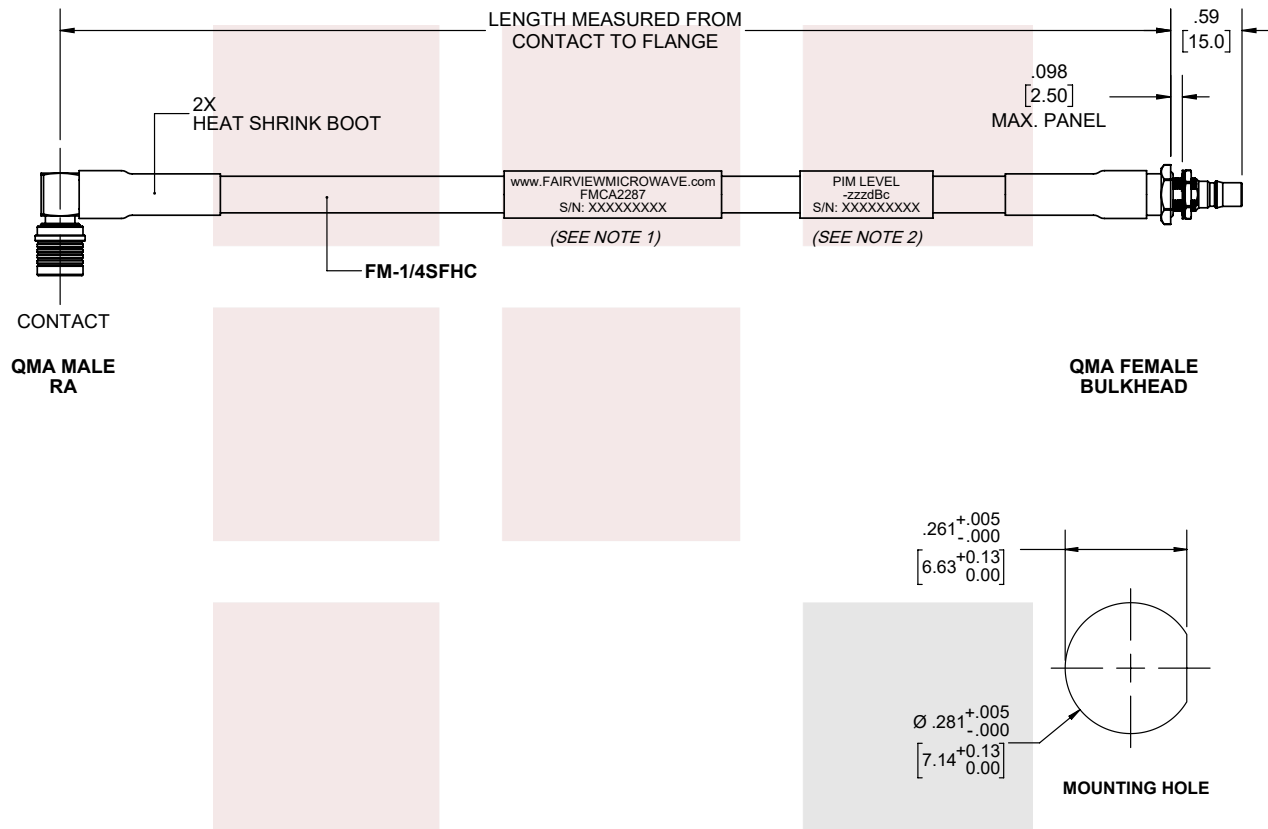 LENGTH MEASURED FROM
CONTACT TO FLANGE
.59
[15.0]
.098
[2.50]
MAX. PANEL
2X
HEAT SHRINK BOOT
www.FAIRVIEWMICROWAVE.com
FMCA2287
S/N: XXXXXXXXX
PIM LEVEL
-zzzdBc
S/N: XXXXXXXXX
(SEE NOTE 1)
(SEE NOTE 2)
FM-1/4SFHC
CONTACT
QMA MALE
RA
QMA FEMALE
BULKHEAD
.261 +.005
-.000
[6.63 +0.13
0.00]
Ø .281 +.005
-.000
[7.14 +0.13
0.00]
MOUNTING HOLE